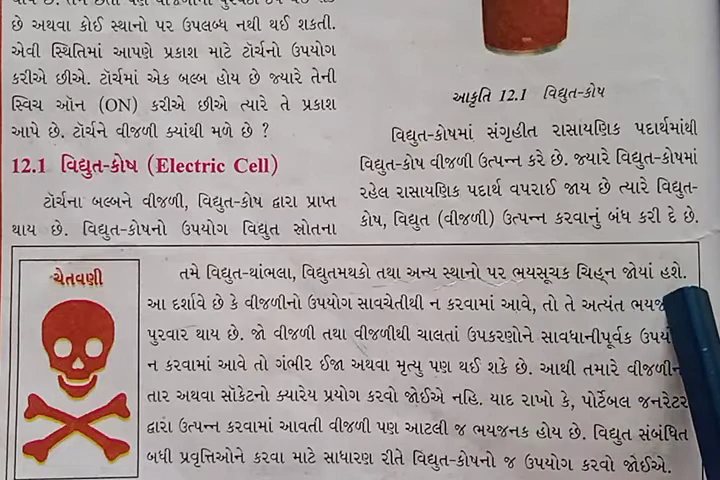 છે અથવા કોઈ સ્થાનો પર ઉપલબ્ધ નથી થઈ શકતી.
એવી સ્થિતિમાં આપણે પ્રકાશ માટે ટૉર્ચનો ઉપયોગ
કરીએ છીએ. ટૉર્ચમાં એક બલ્બ હોય છે જ્યારે તેની
સ્વિચ ઑન (ON) કરીએ છીએ ત્યારે તે પ્રકાશ
આપે છે. ટૉર્ચને વીજળી ક્યાંથી મળે છે ?
12.1 વિદ્યુત-કોષ (Electric Cell)
ટૉર્ચના બલ્બને વીજળી, વિદ્યુત-કોષ દ્વારા પ્રાપ્ત
થાય છે. વિદ્યુત-કોષનો ઉપયોગ વિદ્યુત સ્રોતના
આકૃતિ 12.1 વિદ્યુત-કોષ
વિદ્યુત-કોષમાં સંગૃહીત રાસાયણિક પદાર્થમાંથી
વિદ્યુત-કોષ વીજળી ઉત્પન્ન કરે છે. જ્યારે વિદ્યુત-કોષમાં
રહેલ રાસાયણિક પદાર્થ વપરાઈ જાય છે ત્યારે વિદ્યુત-
કોષ, વિદ્યુત (વીજળી) ઉત્પન્ન કરવાનું બંધ કરી દે છે.
ચેતવણી
તમે વિદ્યુત-થાંભલા, વિદ્યુતમથકો તથા અન્ય સ્થાનો પર ભયસૂચક ચિહ્ન જોયાં હશે.
આ દર્શાવે છે કે વીજળીનો ઉપયોગ સાવચેતીથી ન કરવામાં આવે, તો તે અત્યંત
પુરવાર થાય છે. જો વીજળી તથા વીજળીથી ચાલતાં ઉપકરણોને સાવધાનીપૂર્વક
ન કરવામાં આવે તો ગંભીર ઈજા અથવા મૃત્યુ પણ થઈ શકે છે. આથી તમારે
તાર અથવા સૉકેટનો ક્યારેય પ્રયોગ કરવો જોઈએ નહિ. યાદ રાખો કે, પોર્ટેબલ જનરેટર
દ્વારા ઉત્પન્ન કરવામાં આવતી વીજળી પણ આટલી જ ભયજનક હોય છે. વિદ્યુત સંબંધિત
બધી પ્રવૃત્તિઓને કરવા માટે સાધારણ રીતે વિદ્યુત-કોષનો જ ઉપયોગ કરવો જોઈએ.